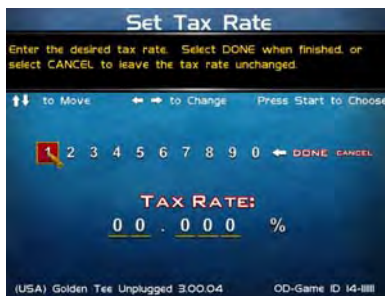 Set Tax Rate
Enter the desired tax rate. Select DONE when finished, or
select CANCEL to leave the tax rate unchanged.
↑↓ to Move ← → to Change Press Start to Choose
1 2 3 4 5 6 7 8 9 0 ← DONE CANCEL
TAX RATE:
0 0 . 0 0 0 %
(USA) Golden Tee Unplugged 3.00.04 OD-Game ID 14-11111